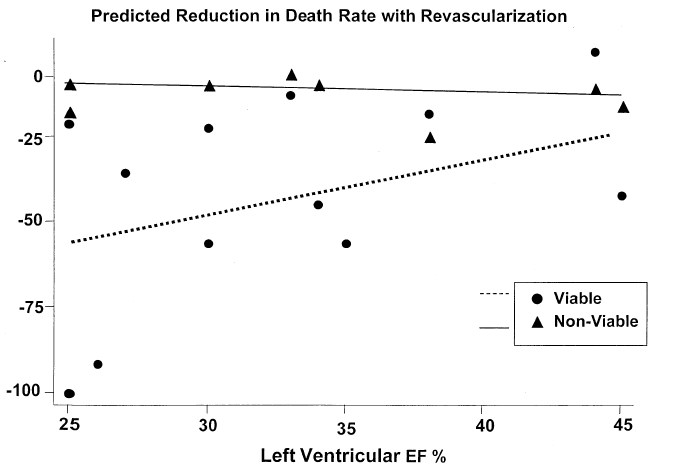 Predicted Reduction in Death Rate with Revascularization
0
-25
-50
-75
-100
25 30 35 40 45
Viable
Non-Viable
Left Ventricular EF %